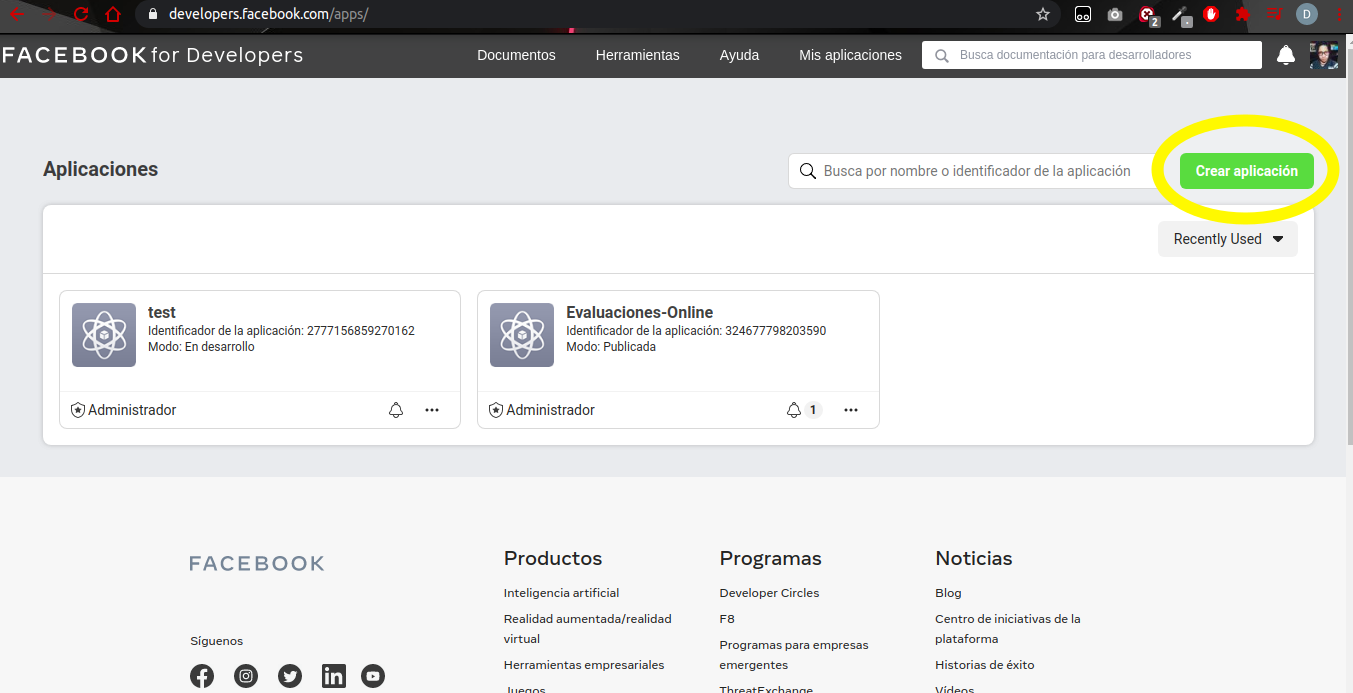 developers.facebook.com/apps/
2
D
FACEBOOK for Developers
Documentos
Herramientas
Ayuda
Mis aplicaciones
Busca documentación para desarrolladores
Aplicaciones
Busca por nombre o identificador de la aplicación
Crear aplicación
Recently Used
test
Identificador de la aplicación: 2777156859270162
Modo: En desarrollo
Administrador
Evaluaciones-Online
Identificador de la aplicación: 324677798203590
Modo: Publicada
Administrador
1
FACEBOOK
Síguenos
Productos
Inteligencia artificial
Realidad aumentada/realidad
virtual
Herramientas empresariales
Juegos
Programas
Developer Circles
F8
Programas para empresas
emergentes
ThreatExchange
Noticias
Blog
Centro de iniciativas de la
plataforma
Historias de éxito
Vídeos